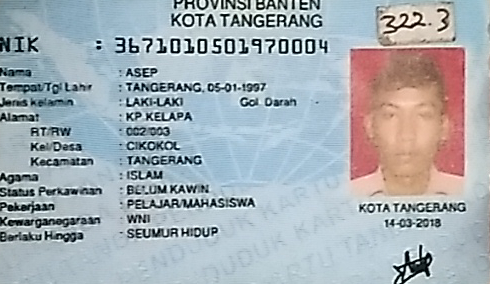 PROVINSI BANTEN
KOTA TANGERANG
322.3
NIK : 3671010501970004
Nama : ASEP
Tempat/Tgl Lahir : TANGERANG, 05-01-1997
Jenis kelamin : LAKI-LAKI Gol. Darah :
Alamat : KP KELAPA
RT/RW : 002/003
Kel/Desa : CIKOKOL
Kecamatan : TANGERANG
Agama : ISLAM
Status Perkawinan : BELUM KAWIN
Pekerjaan : PELAJAR/MAHASISWA
Kewarganegaraan : WNI
Berlaku Hingga : SEUMUR HIDUP
KOTA TANGERANG
14-03-2018